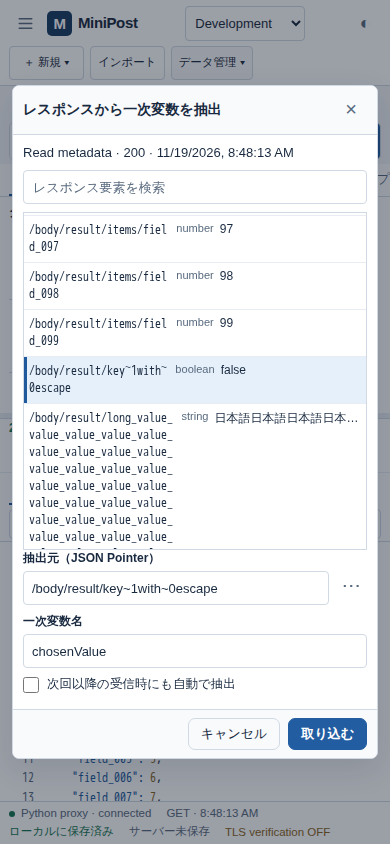 M MiniPost Development
＋ 新規 ▾ インポート データ管理 ▾
レスポンスから一次変数を抽出 ×
Read metadata · 200 · 11/19/2026, 8:48:13 AM
レスポンス要素を検索
/body/result/items/fiel number 97
d_097
/body/result/items/fiel number 98
d_098
/body/result/items/fiel number 99
d_099
/body/result/key~1with~ boolean false
0escape
/body/result/long_value_ string 日本語日本語日本語日本…
value_value_value_value_
value_value_value_value_
value_value_value_value_
value_value_value_value_
value_value_value_value_
value_value_value_value_
value_value_value_value_
抽出元（JSON Pointer）
/body/result/key~1with~0escape ···
一次変数名
chosenValue
次回以降の受信時にも自動で抽出
キャンセル 取り込む
11 "field_005": 5,
12 "field_006": 6,
13 "field_007": 7,
Python proxy · connected GET · 8:48:13 AM
ローカルに保存済み サーバー未保存 TLS verification OFF